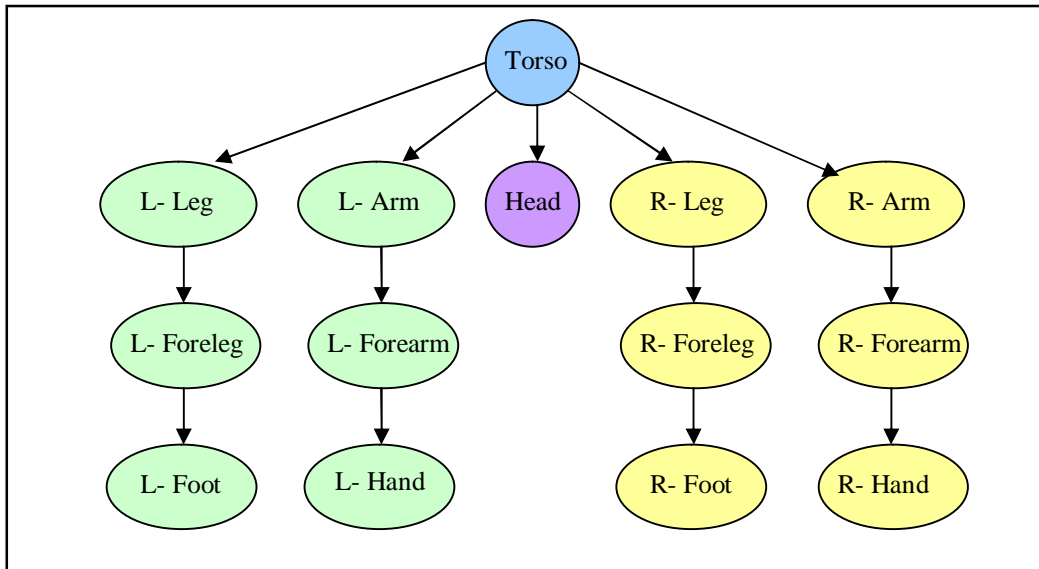 Torso
L- Leg
L- Arm
Head
R- Leg
R- Arm
L- Foreleg
L- Forearm
R- Foreleg
R- Forearm
L- Foot
L- Hand
R- Foot
R- Hand